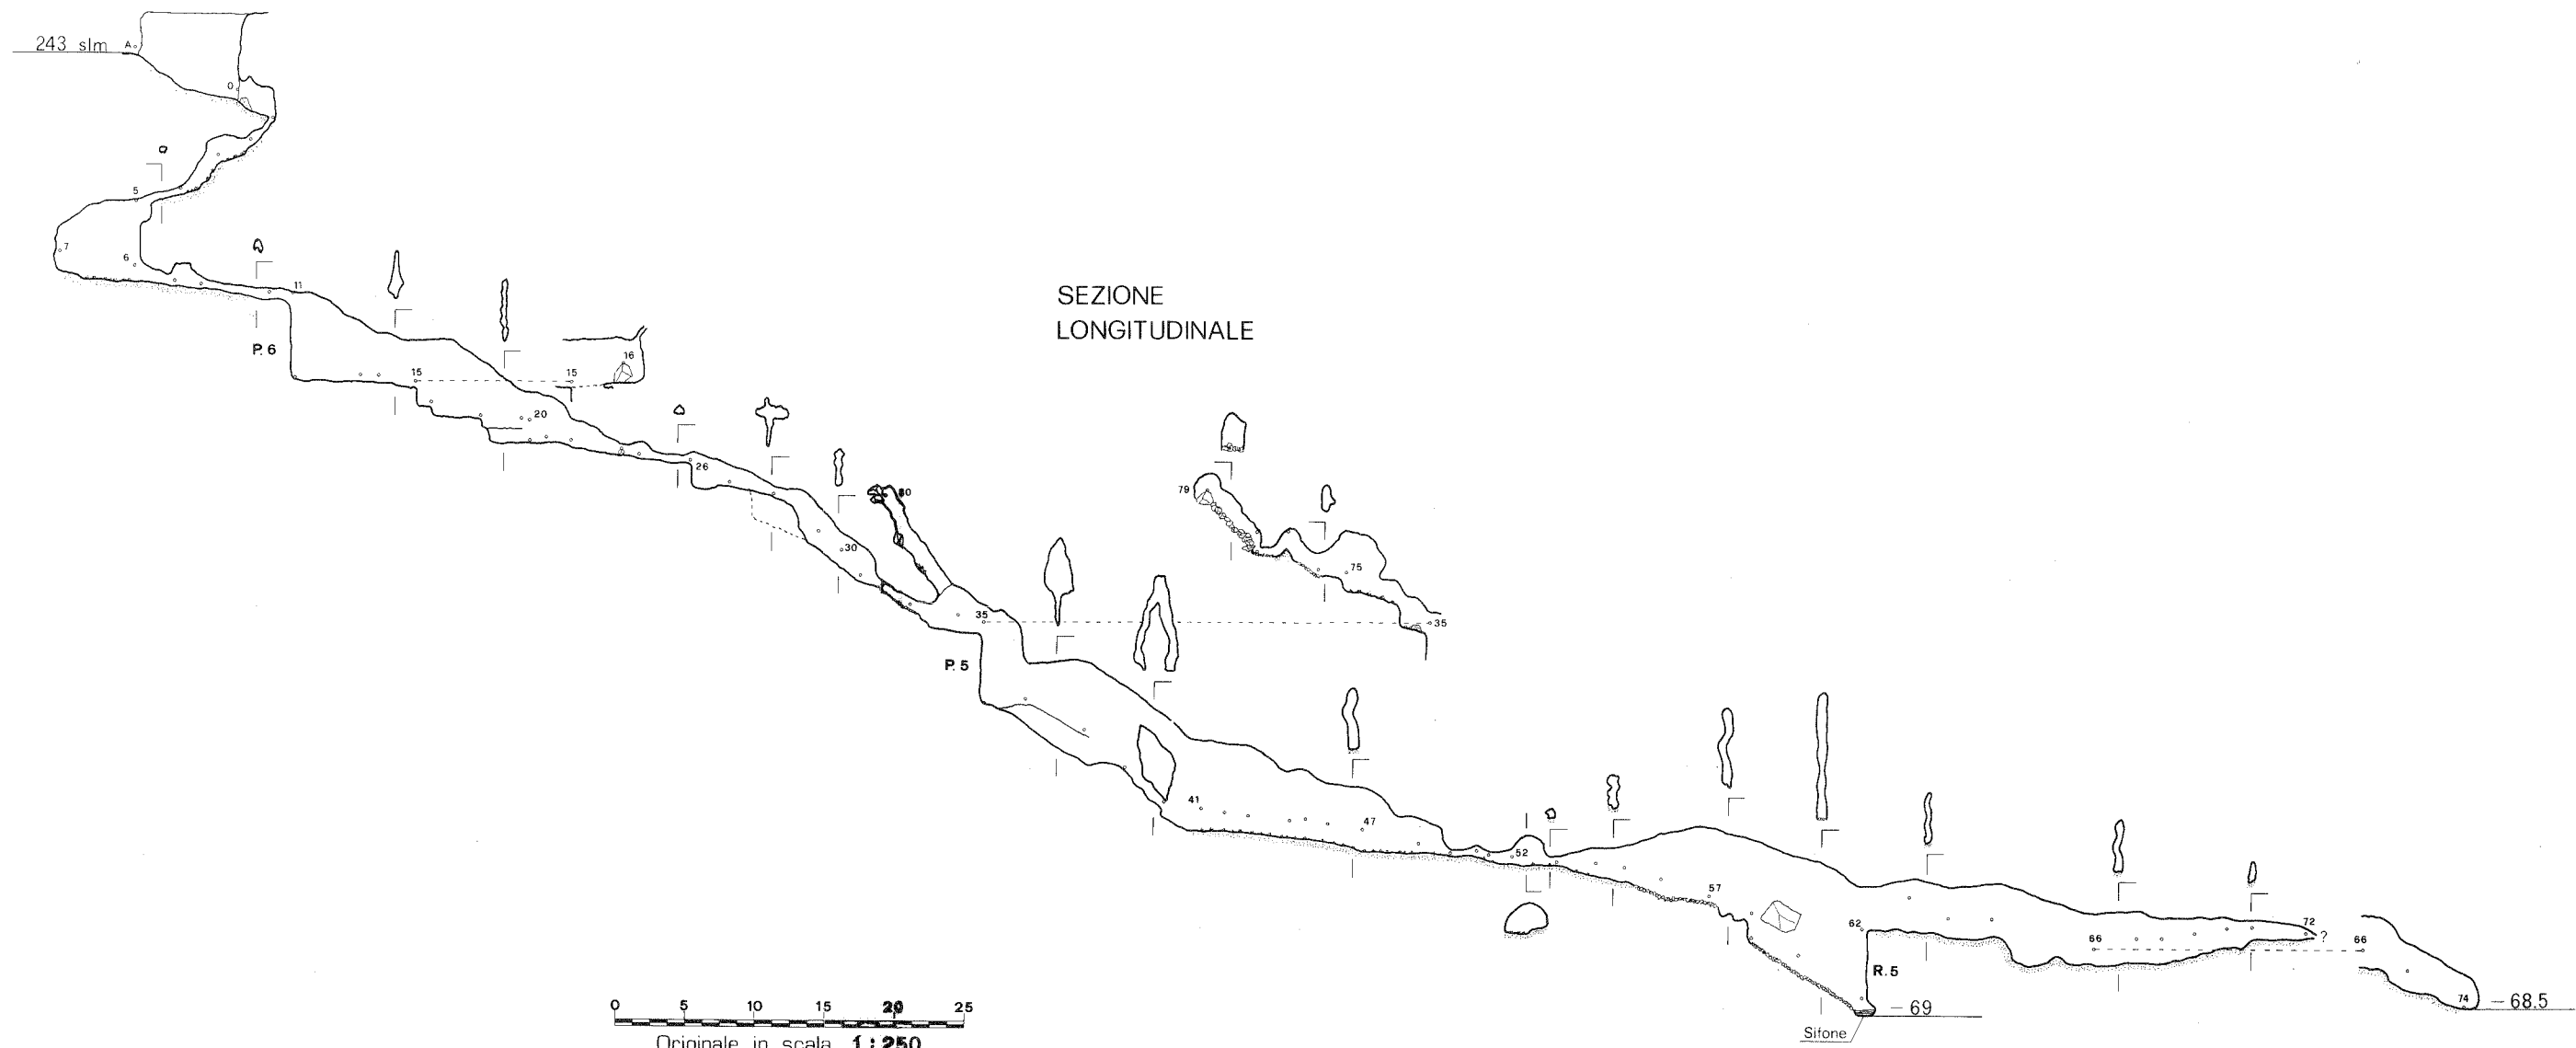 243 slm
A
0
5
7
6
11
P. 6
15
15
16
20
26
30
80
35
P. 5
SEZIONE
LONGITUDINALE
79
75
35
41
47
52
57
62
R. 5
66
72
?
66
74
— 68.5
— 69
Sifone
0 5 10 15 20 25
Originale in scala 1 : 250